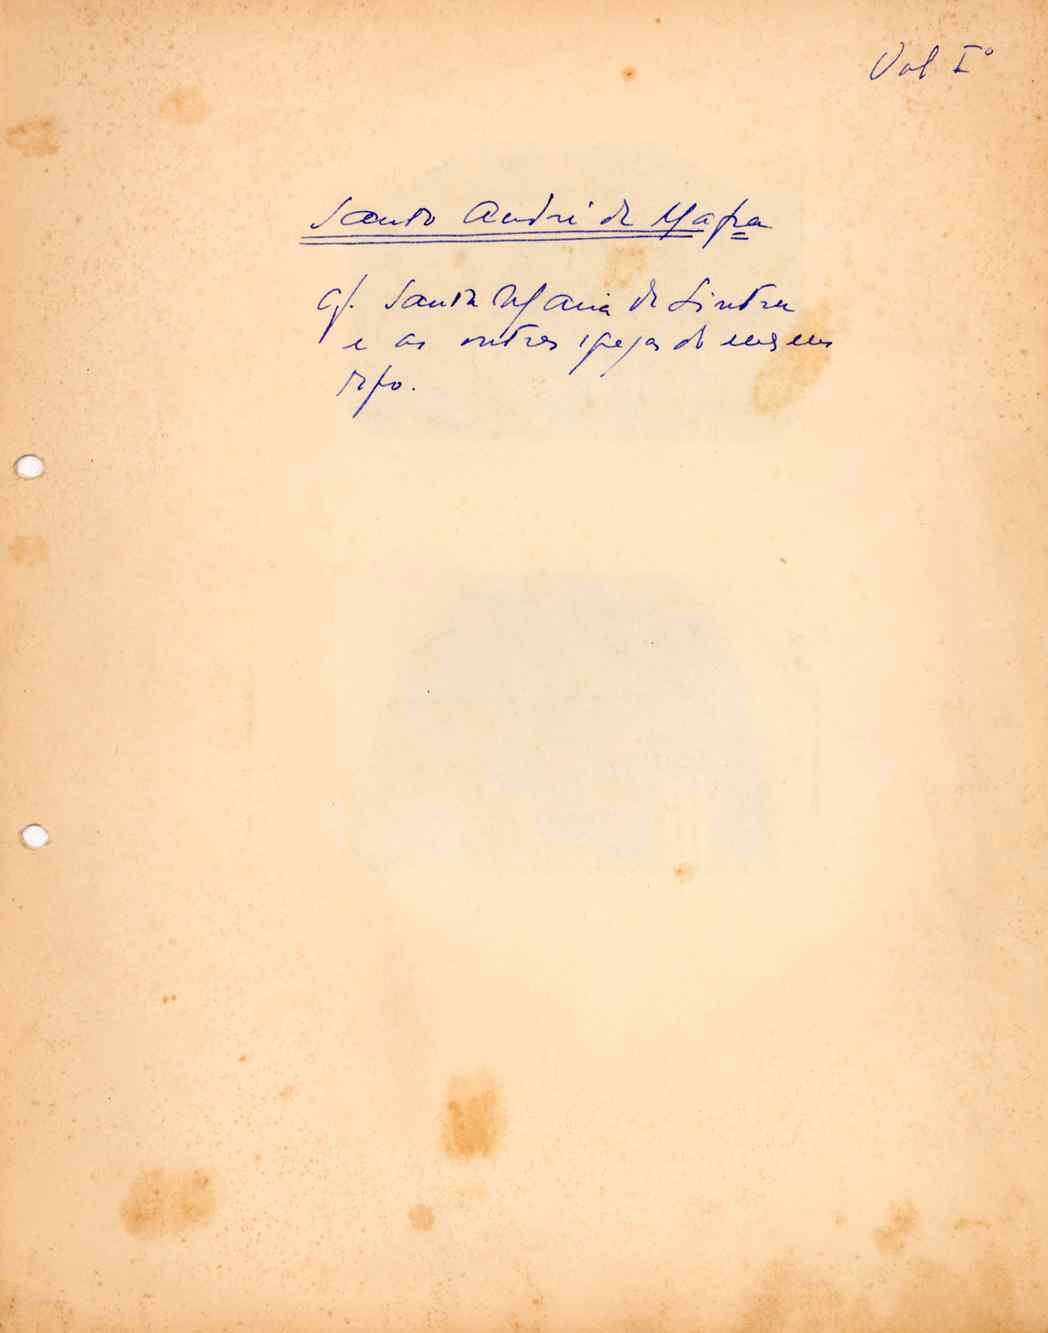 Vol I°
Santo André de Mafra
Cf. Santa Maria de Sintra
e as outras igrejas do mesmo
tipo.